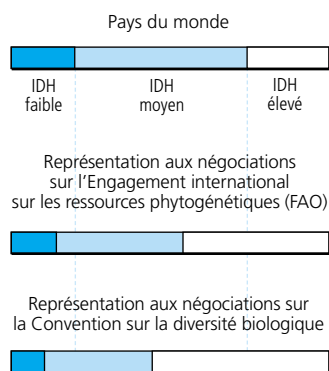 Pays du monde
IDH faible
IDH moyen
IDH élevé
Représentation aux négociations
sur l'Engagement international
sur les ressources phytogénétiques (FAO)
Représentation aux négociations sur
la Convention sur la diversité biologique